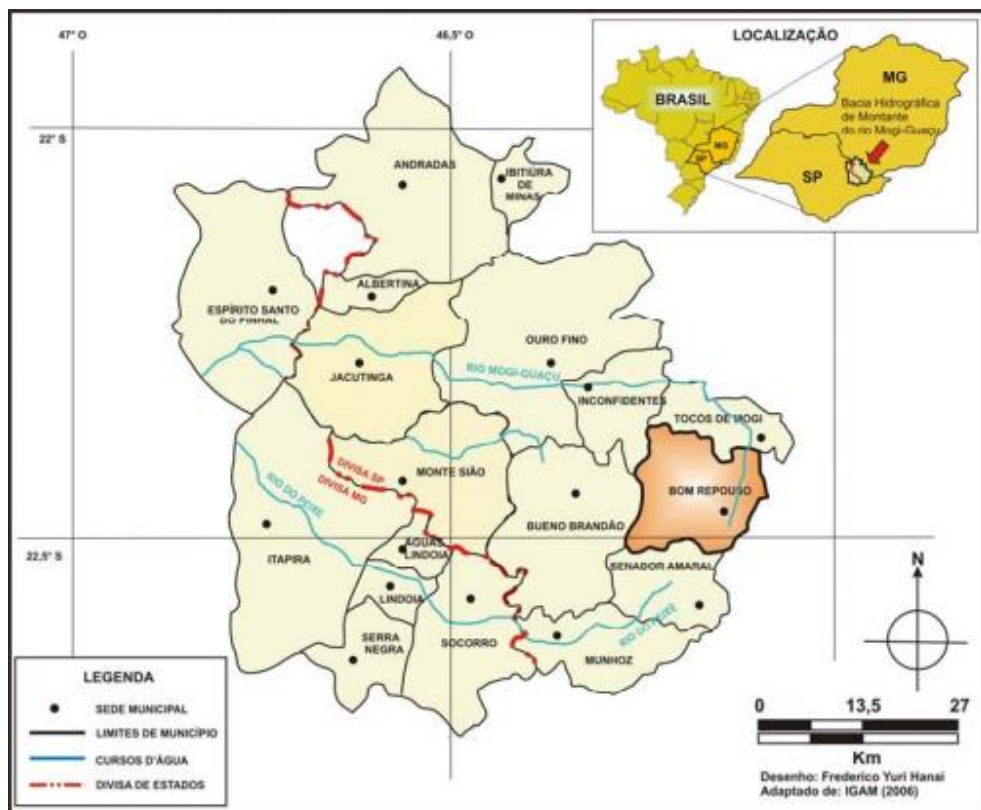 47° O
46,5° O
LOCALIZAÇÃO
BRASIL
MG
SP
MG
Bacia Hidrográfica
de Montante
do rio Mogi-Guaçu
SP
22° S
ANDRADAS
IBITIÚRA
DE
MINAS
ALBERTINA
ESPÍRITO SANTO
DO PINHAL
OURO FINO
JACUTINGA
RIO MOGI-GUAÇU
INCONFIDENTES
TOCOS DE MOGI
DIVISA SP
DIVISA MG
MONTE SIÃO
BOM REPOUSO
RIO DO PEIXE
BUENO BRANDÃO
22,5° S
ITAPIRA
ÁGUAS
LINDOIA
SENADOR AMARAL
LINDOIA
SERRA
NEGRA
SOCORRO
RIO DO PEIXE
MUNHOZ
N
LEGENDA
SEDE MUNICIPAL
LIMITES DE MUNICÍPIO
CURSOS D'ÁGUA
DIVISA DE ESTADOS
0 13,5 27
Km
Desenho: Frederico Yuri Hanai
Adaptado de: IGAM (2006)